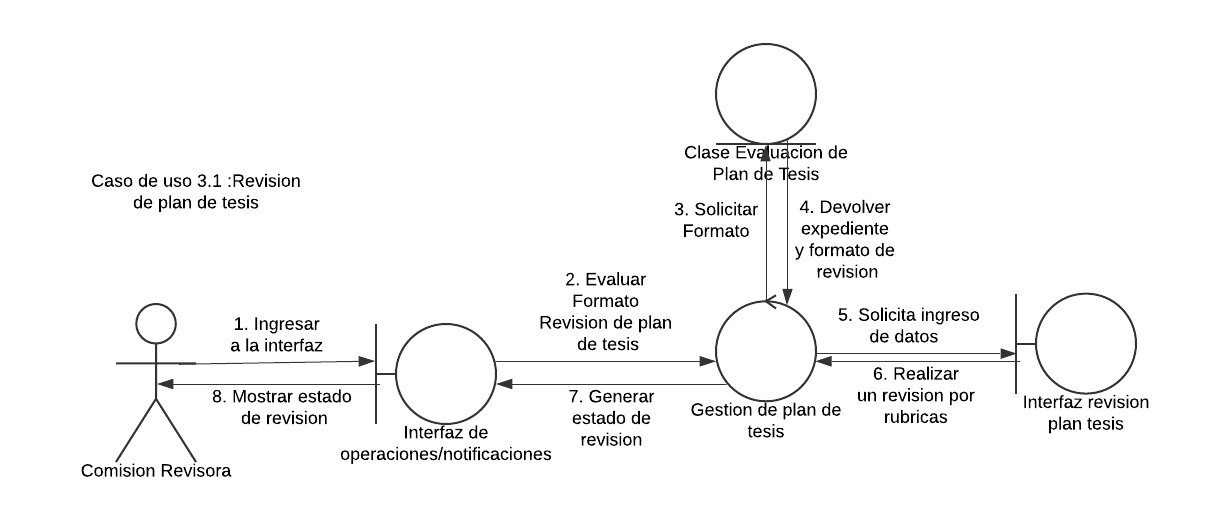 Clase Evaluacion de
Plan de Tesis
Caso de uso 3.1 :Revision
de plan de tesis
3. Solicitar
Formato
4. Devolver
expediente
y formato de
revision
2. Evaluar
Formato
Revision de plan
de tesis
1. Ingresar
a la interfaz
5. Solicita ingreso
de datos
8. Mostrar estado
de revision
7. Generar
estado de
revision
6. Realizar
un revision por
rubricas
Comision Revisora
Interfaz de
operaciones/notificaciones
Gestion de plan de
tesis
Interfaz revision
plan tesis